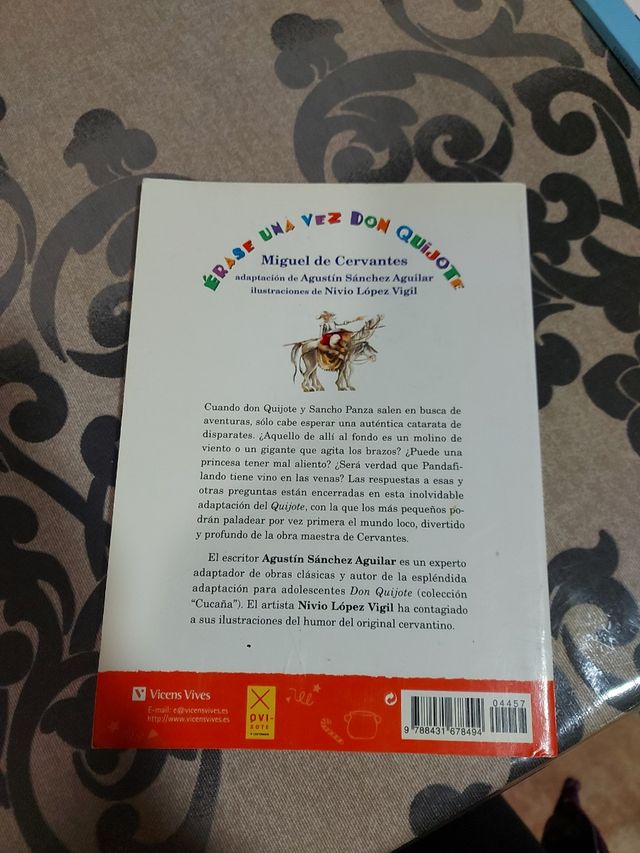 ÉRASE UNA VEZ DON QUIJOTE
Miguel de Cervantes
adaptación de Agustín Sánchez Aguilar
ilustraciones de Nivio López Vigil
Cuando don Quijote y Sancho Panza salen en busca de
aventuras, sólo cabe esperar una auténtica catarata de
disparates. ¿Aquello de allí al fondo es un molino de
viento o un gigante que agita los brazos? ¿Puede una
princesa tener mal aliento? ¿Será verdad que Pandafi-
lando tiene vino en las venas? Las respuestas a esas y
otras preguntas están encerradas en esta inolvidable
adaptación del Quijote, con la que los más pequeños po-
drán paladear por vez primera el mundo loco, divertido
y profundo de la obra maestra de Cervantes.
El escritor Agustín Sánchez Aguilar es un experto
adaptador de obras clásicas y autor de la espléndida
adaptación para adolescentes Don Quijote (colección
“Cucaña”). El artista Nivio López Vigil ha contagiado
a sus ilustraciones del humor del original cervantino.
V Vicens Vives
E-mail: e@vicensvives.es
http://www.vicensvives.es
QVI-
JOTE
04457
9 788431 678494